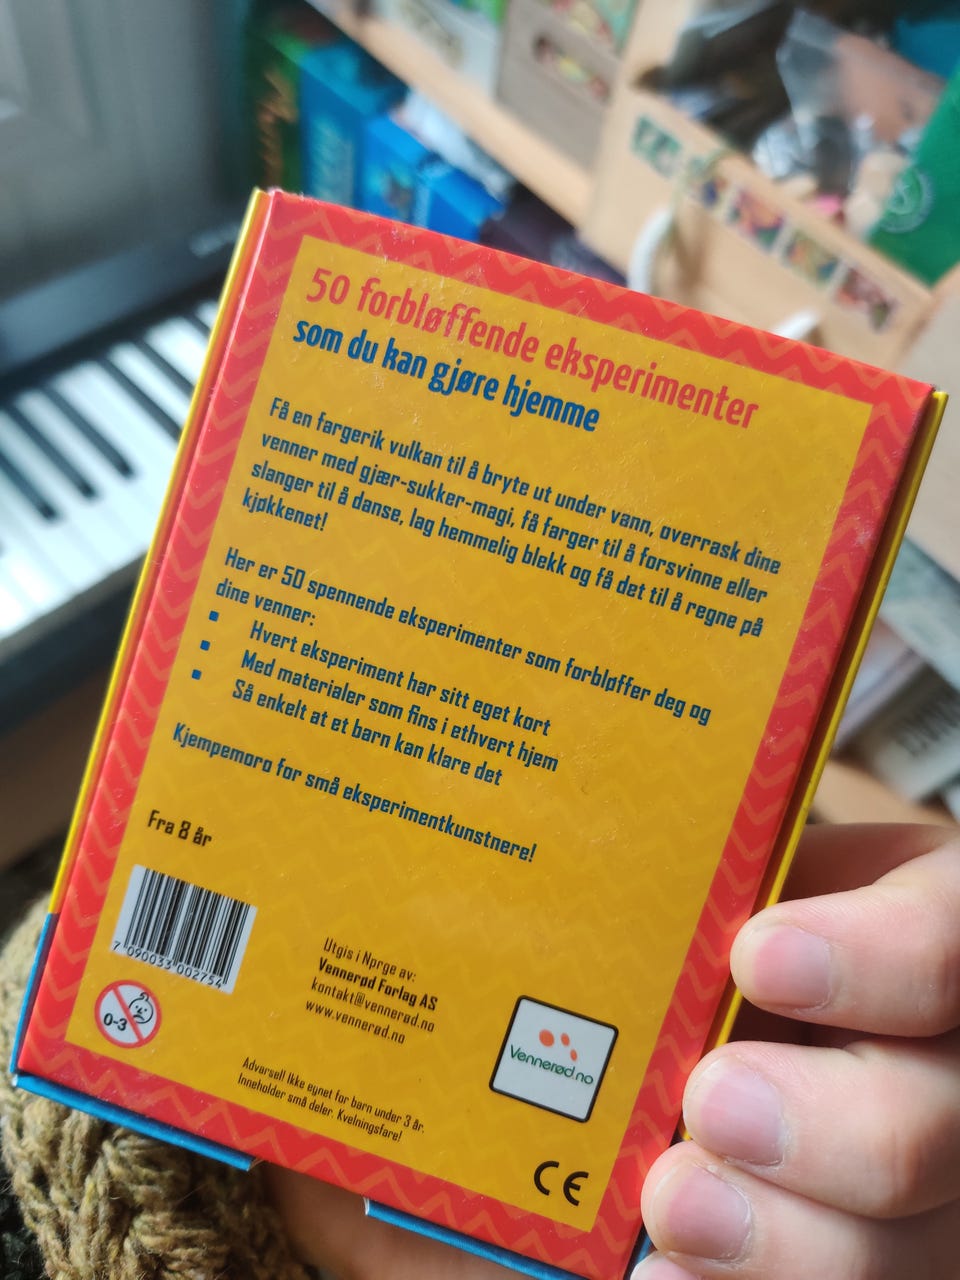 50 forbløffende eksperimenter
som du kan gjøre hjemme
Få en fargerik vulkan til å bryte ut under vann, overrask dine
venner med gjær-sukker-magi, få farger til å forsvinne eller
slanger til å danse, lag hemmelig blekk og få det til å regne på
kjøkkenet!
Her er 50 spennende eksperimenter som forbløffer deg og
dine venner:
▪ Hvert eksperiment har sitt eget kort
▪ Med materialer som fins i ethvert hjem
▪ Så enkelt at et barn kan klare det
Kjempemoro for små eksperimentkunstnere!
Fra 8 år
7 090033 002754
0-3
Utgis i Norge av:
Vennerød Forlag AS
kontakt@vennerød.no
www.vennerød.no
Vennerød.no
Advarsel! Ikke egnet for barn under 3 år.
Inneholder små deler. Kvelningsfare!
CE